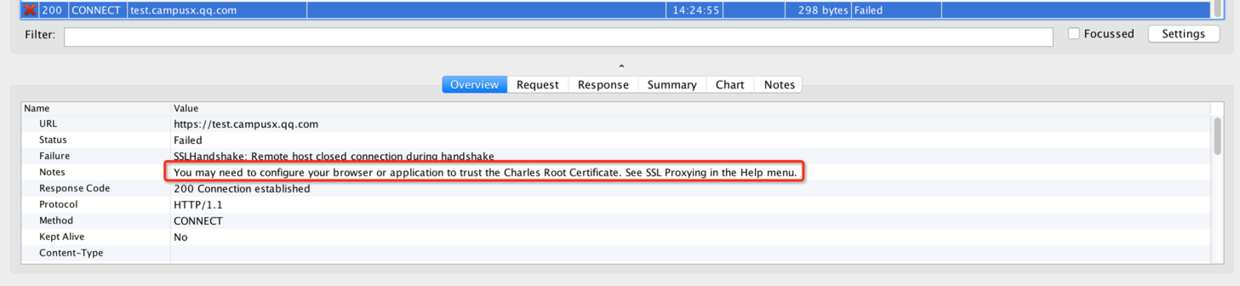 200 CONNECT test.campusx.qq.com 14:24:55 298 bytes Failed
Filter: Focussed Settings
Overview Request Response Summary Chart Notes
Name Value
URL https://test.campusx.qq.com
Status Failed
Failure SSLHandshake: Remote host closed connection during handshake
Notes You may need to configure your browser or application to trust the Charles Root Certificate. See SSL Proxying in the Help menu.
Response Code 200 Connection established
Protocol HTTP/1.1
Method CONNECT
Kept Alive No
Content-Type